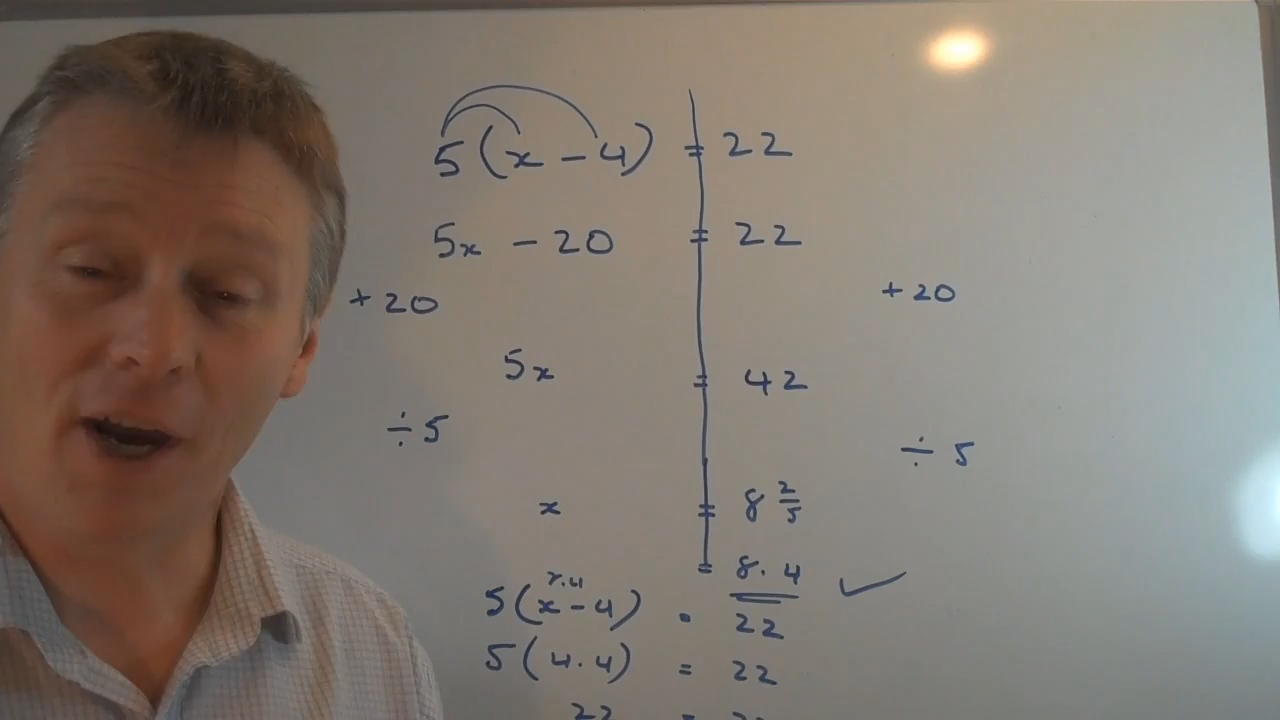 5(x - 4) = 22
5x - 20 = 22
+ 20 + 20
5x = 42
÷ 5 ÷ 5
x = 8 2/5
= 8.4 ✓
5(x - 4) = 22
5(4.4) = 22
22 =